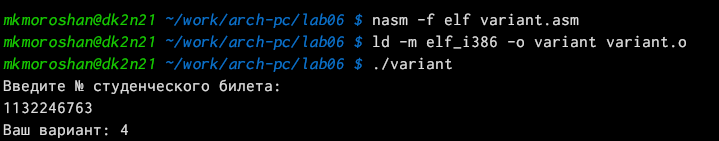 mkmoroshan@dk2n21 ~/work/arch-pc/lab06 $ nasm -f elf variant.asm
mkmoroshan@dk2n21 ~/work/arch-pc/lab06 $ ld -m elf_i386 -o variant variant.o
mkmoroshan@dk2n21 ~/work/arch-pc/lab06 $ ./variant
Введите № студенческого билета:
1132246763
Ваш вариант: 4